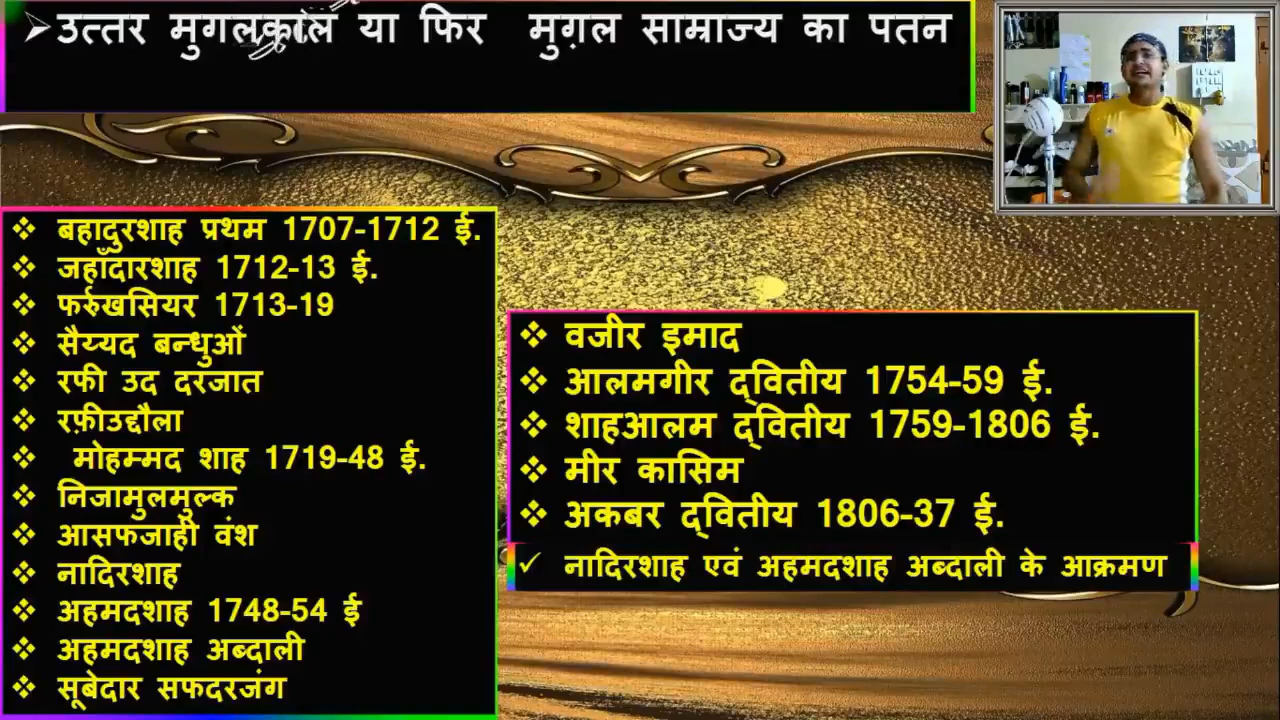 ➢उत्तर मुगलकाल या फिर मुग़ल साम्राज्य का पतन
❖ बहादुरशाह प्रथम 1707-1712 ई.
❖ जहाँदारशाह 1712-13 ई.
❖ फर्रुखसियर 1713-19
❖ सैय्यद बन्धुओं
❖ रफी उद दरजात
❖ रफ़ीउद्दौला
❖ मोहम्मद शाह 1719-48 ई.
❖ निजामुलमुल्क
❖ आसफजाही वंश
❖ नादिरशाह
❖ अहमदशाह 1748-54 ई
❖ अहमदशाह अब्दाली
❖ सूबेदार सफदरजंग
❖ वजीर इमाद
❖ आलमगीर द्वितीय 1754-59 ई.
❖ शाहआलम द्वितीय 1759-1806 ई.
❖ मीर कासिम
❖ अकबर द्वितीय 1806-37 ई.
✓ नादिरशाह एवं अहमदशाह अब्दाली के आक्रमण